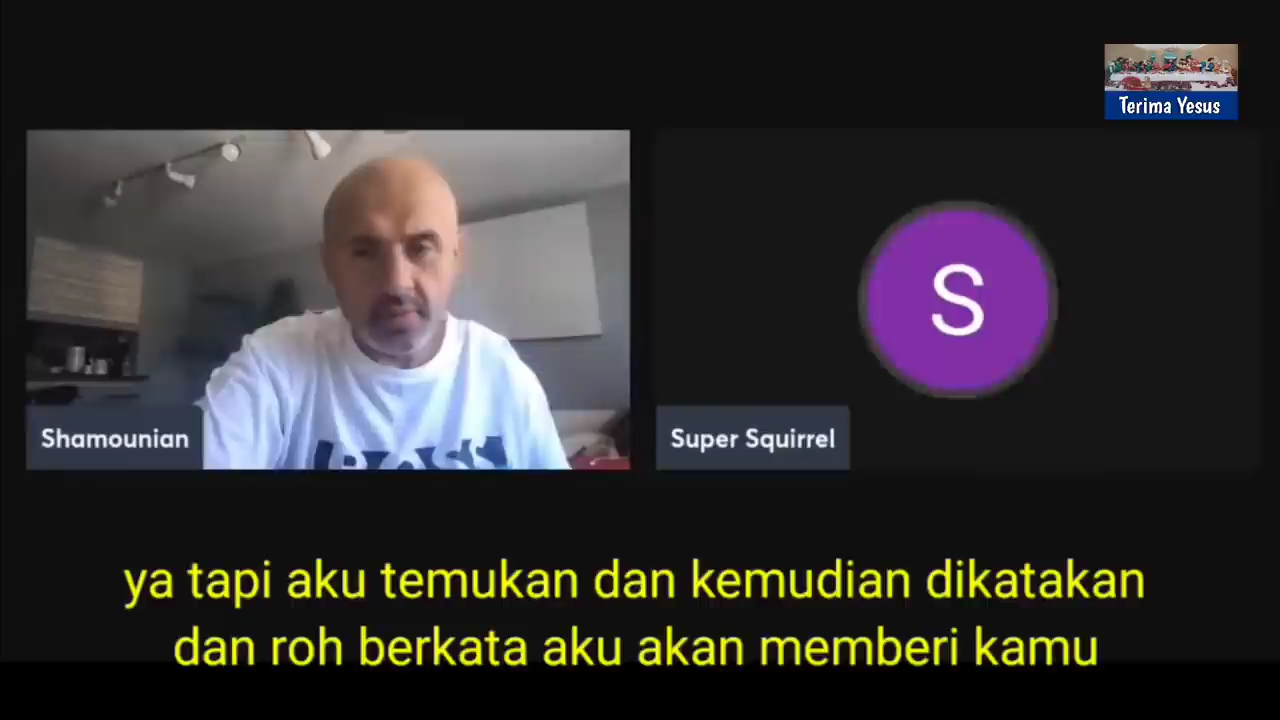 Terima Yesus
Shamounian
S
Super Squirrel
ya tapi aku temukan dan kemudian dikatakan
dan roh berkata aku akan memberi kamu